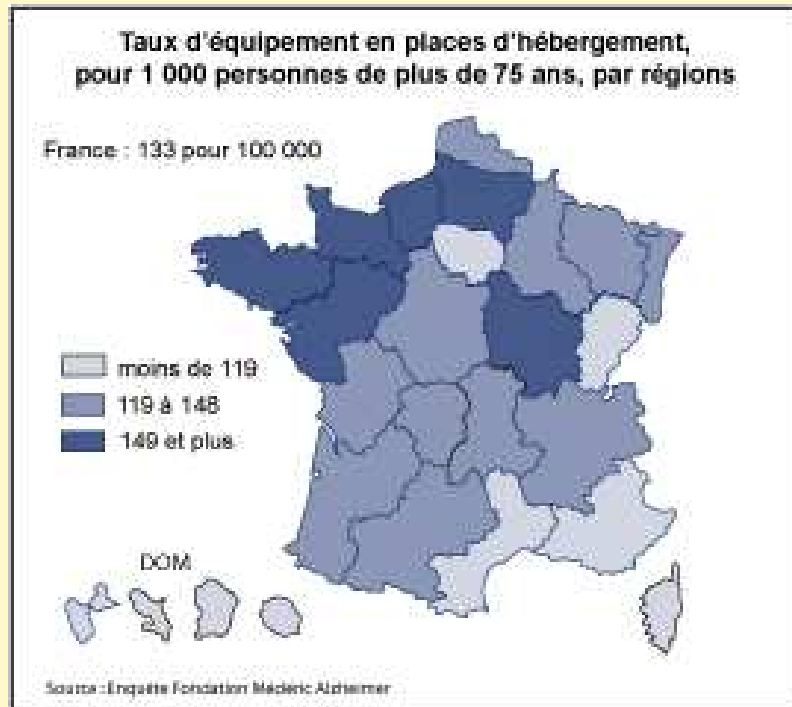 Taux d'équipement en places d'hébergement,
pour 1 000 personnes de plus de 75 ans, par régions
France : 133 pour 100 000
moins de 119
119 à 148
149 et plus
DOM
Source : Enquête Fondation Médéric Alzheimer